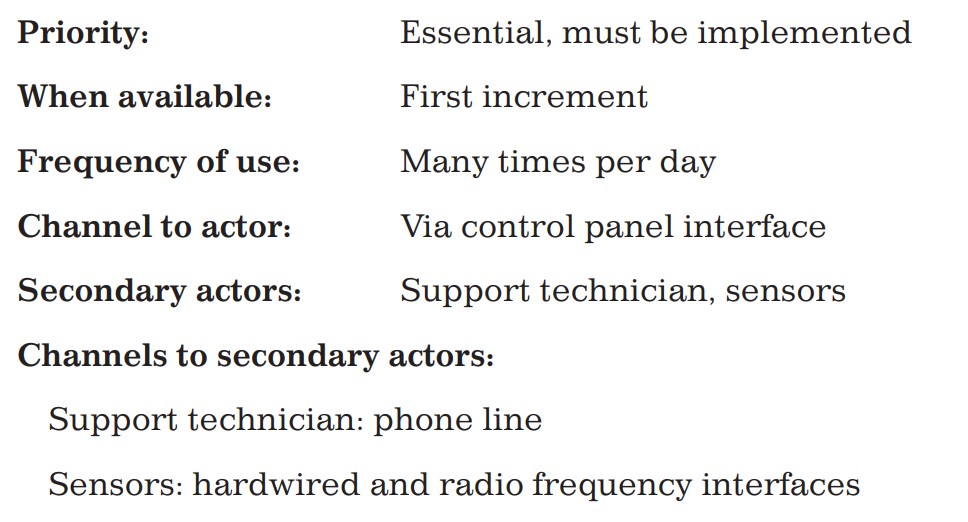 Priority: Essential, must be implemented
When available: First increment
Frequency of use: Many times per day
Channel to actor: Via control panel interface
Secondary actors: Support technician, sensors
Channels to secondary actors:
Support technician: phone line
Sensors: hardwired and radio frequency interfaces